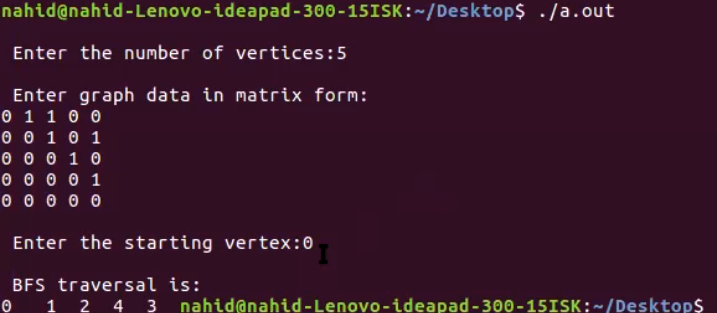 nahid@nahid-Lenovo-ideapad-300-15ISK:~/Desktop$ ./a.out
Enter the number of vertices:5
Enter graph data in matrix form:
0 1 1 0 0
0 0 1 0 1
0 0 0 1 0
0 0 0 0 1
0 0 0 0 0
Enter the starting vertex:0
BFS traversal is:
0 1 2 4 3 nahid@nahid-Lenovo-ideapad-300-15ISK:~/Desktop$